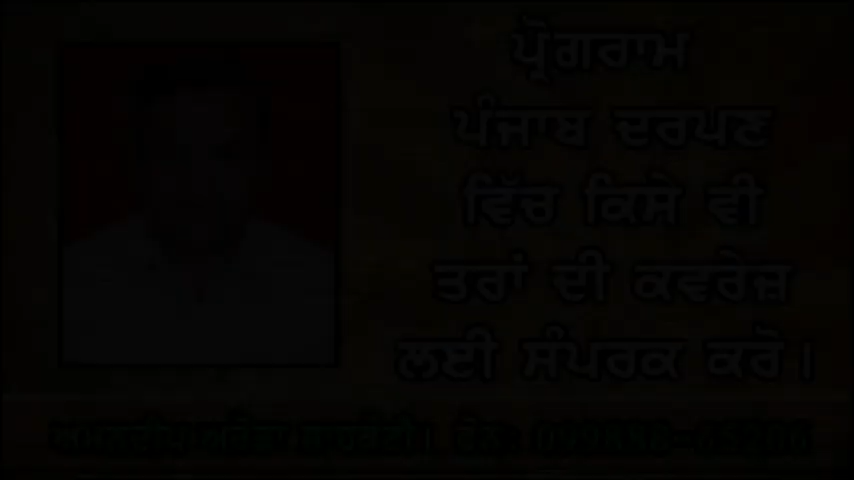 ਪ੍ਰੋਗਰਾਮ
ਪੰਜਾਬ ਦਰਪਣ
ਵਿੱਚ ਕਿਸੇ ਵੀ
ਤਰਾਂ ਦੀ ਕਵਰੇਜ਼
ਲਈ ਸੰਪਰਕ ਕਰੋ।